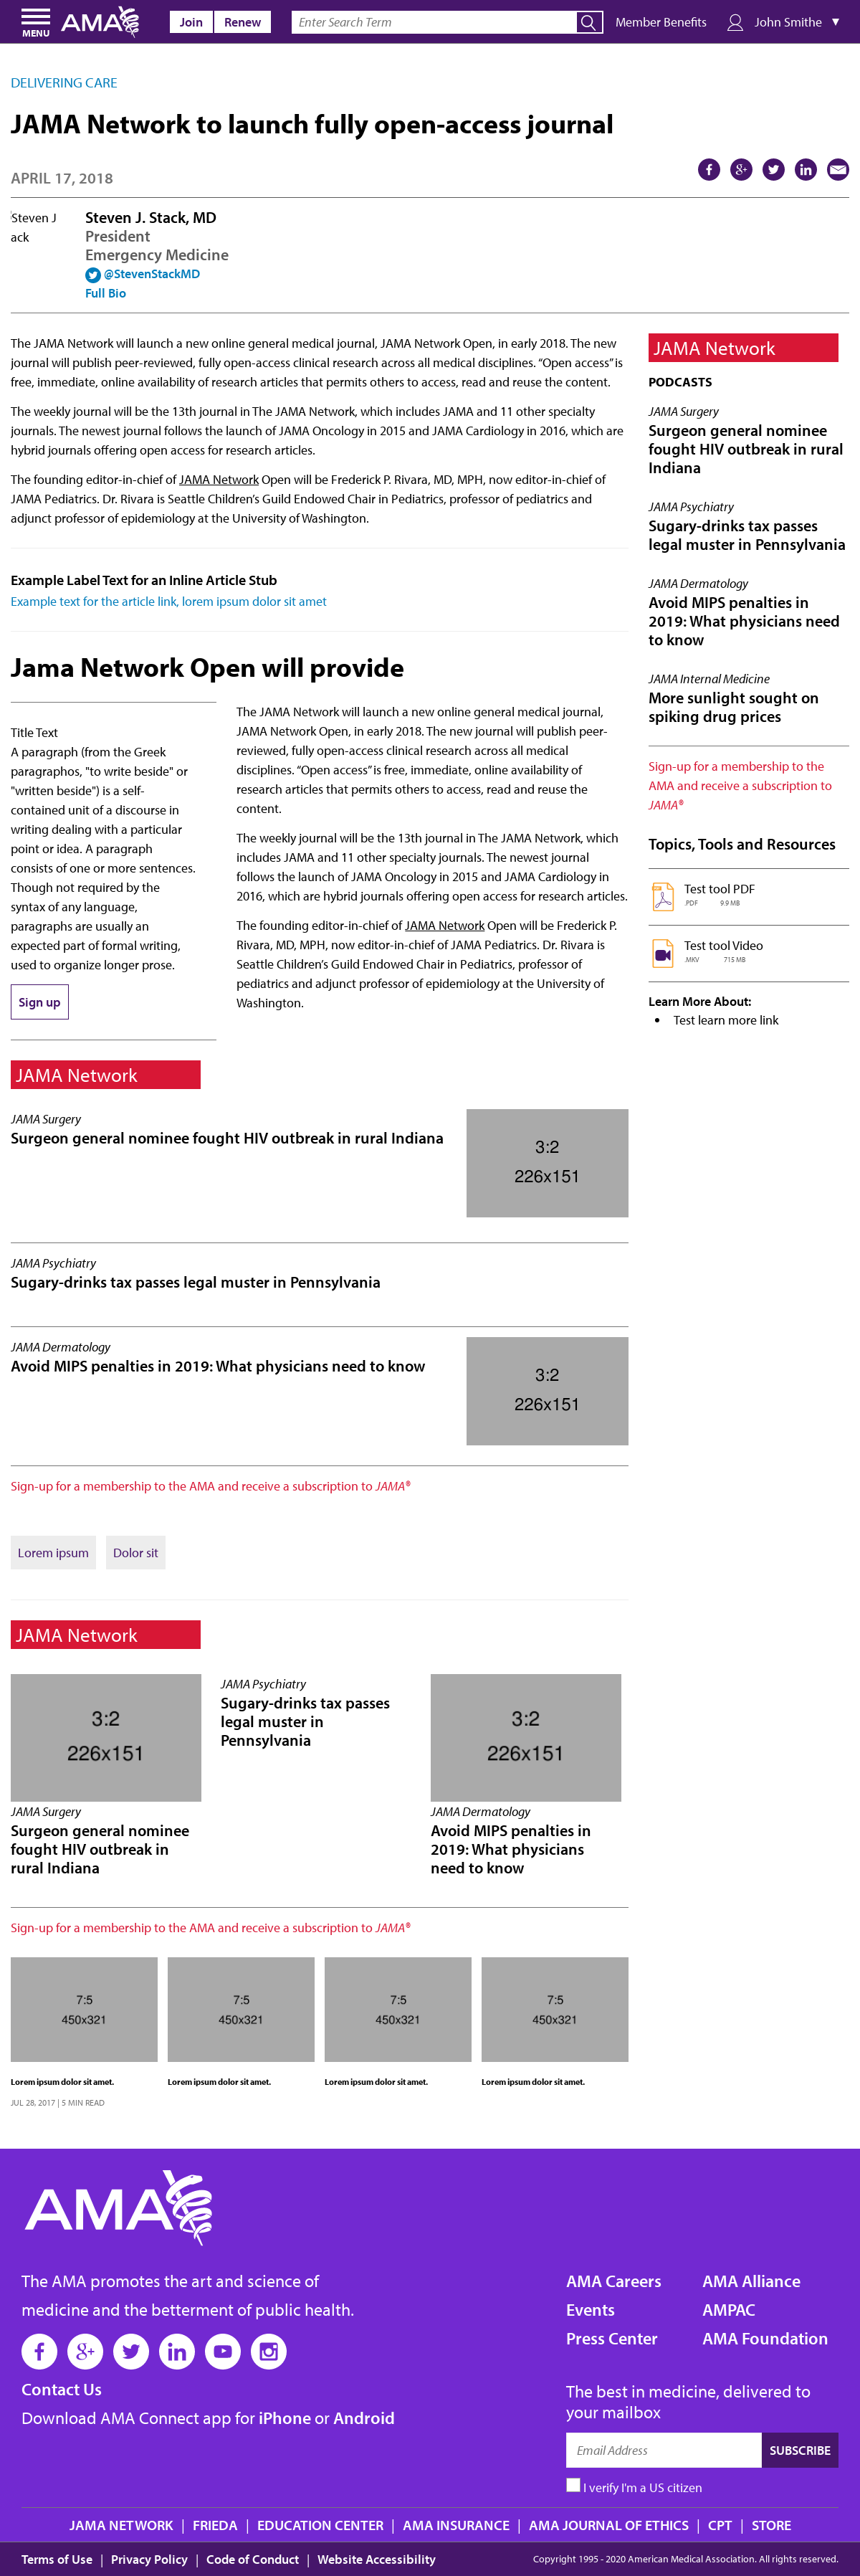 MENU
AMA
Join
Renew
Enter Search Term
Member Benefits
John Smithe
DELIVERING CARE
JAMA Network to launch fully open-access journal
APRIL 17, 2018
Steven J
ack
Steven J. Stack, MD
President
Emergency Medicine
@StevenStackMD
Full Bio
The JAMA Network will launch a new online general medical journal, JAMA Network Open, in early 2018. The new
journal will publish peer-reviewed, fully open-access clinical research across all medical disciplines. “Open access” is
free, immediate, online availability of research articles that permits others to access, read and reuse the content.
The weekly journal will be the 13th journal in The JAMA Network, which includes JAMA and 11 other specialty
journals. The newest journal follows the launch of JAMA Oncology in 2015 and JAMA Cardiology in 2016, which are
hybrid journals offering open access for research articles.
The founding editor-in-chief of JAMA Network Open will be Frederick P. Rivara, MD, MPH, now editor-in-chief of
JAMA Pediatrics. Dr. Rivara is Seattle Children’s Guild Endowed Chair in Pediatrics, professor of pediatrics and
adjunct professor of epidemiology at the University of Washington.
Example Label Text for an Inline Article Stub
Example text for the article link, lorem ipsum dolor sit amet
Jama Network Open will provide
Title Text
A paragraph (from the Greek
paragraphos, "to write beside" or
"written beside") is a self-
contained unit of a discourse in
writing dealing with a particular
point or idea. A paragraph
consists of one or more sentences.
Though not required by the
syntax of any language,
paragraphs are usually an
expected part of formal writing,
used to organize longer prose.
Sign up
The JAMA Network will launch a new online general medical journal,
JAMA Network Open, in early 2018. The new journal will publish peer-
reviewed, fully open-access clinical research across all medical
disciplines. “Open access” is free, immediate, online availability of
research articles that permits others to access, read and reuse the
content.
The weekly journal will be the 13th journal in The JAMA Network, which
includes JAMA and 11 other specialty journals. The newest journal
follows the launch of JAMA Oncology in 2015 and JAMA Cardiology in
2016, which are hybrid journals offering open access for research articles.
The founding editor-in-chief of JAMA Network Open will be Frederick P.
Rivara, MD, MPH, now editor-in-chief of JAMA Pediatrics. Dr. Rivara is
Seattle Children’s Guild Endowed Chair in Pediatrics, professor of
pediatrics and adjunct professor of epidemiology at the University of
Washington.
JAMA Network
JAMA Surgery
Surgeon general nominee fought HIV outbreak in rural Indiana
3:2
226x151
JAMA Psychiatry
Sugary-drinks tax passes legal muster in Pennsylvania
JAMA Dermatology
Avoid MIPS penalties in 2019: What physicians need to know
3:2
226x151
Sign-up for a membership to the AMA and receive a subscription to JAMA®
Lorem ipsum
Dolor sit
JAMA Network
3:2
226x151
JAMA Surgery
Surgeon general nominee
fought HIV outbreak in
rural Indiana
JAMA Psychiatry
Sugary-drinks tax passes
legal muster in
Pennsylvania
3:2
226x151
JAMA Dermatology
Avoid MIPS penalties in
2019: What physicians
need to know
Sign-up for a membership to the AMA and receive a subscription to JAMA®
7:5
450x321
Lorem ipsum dolor sit amet.
JUL 28, 2017 | 5 MIN READ
7:5
450x321
Lorem ipsum dolor sit amet.
7:5
450x321
Lorem ipsum dolor sit amet.
7:5
450x321
Lorem ipsum dolor sit amet.
JAMA Network
PODCASTS
JAMA Surgery
Surgeon general nominee
fought HIV outbreak in rural
Indiana
JAMA Psychiatry
Sugary-drinks tax passes
legal muster in Pennsylvania
JAMA Dermatology
Avoid MIPS penalties in
2019: What physicians need
to know
JAMA Internal Medicine
More sunlight sought on
spiking drug prices
Sign-up for a membership to the
AMA and receive a subscription to
JAMA®
Topics, Tools and Resources
Test tool PDF
.PDF 9.9 MB
Test tool Video
.MKV 715 MB
Learn More About:
Test learn more link
AMA
The AMA promotes the art and science of
medicine and the betterment of public health.
Contact Us
Download AMA Connect app for iPhone or Android
AMA Careers
Events
Press Center
AMA Alliance
AMPAC
AMA Foundation
The best in medicine, delivered to
your mailbox
Email Address
SUBSCRIBE
I verify I'm a US citizen
JAMA NETWORK | FRIEDA | EDUCATION CENTER | AMA INSURANCE | AMA JOURNAL OF ETHICS | CPT | STORE
Terms of Use | Privacy Policy | Code of Conduct | Website Accessibility
Copyright 1995 - 2020 American Medical Association. All rights reserved.